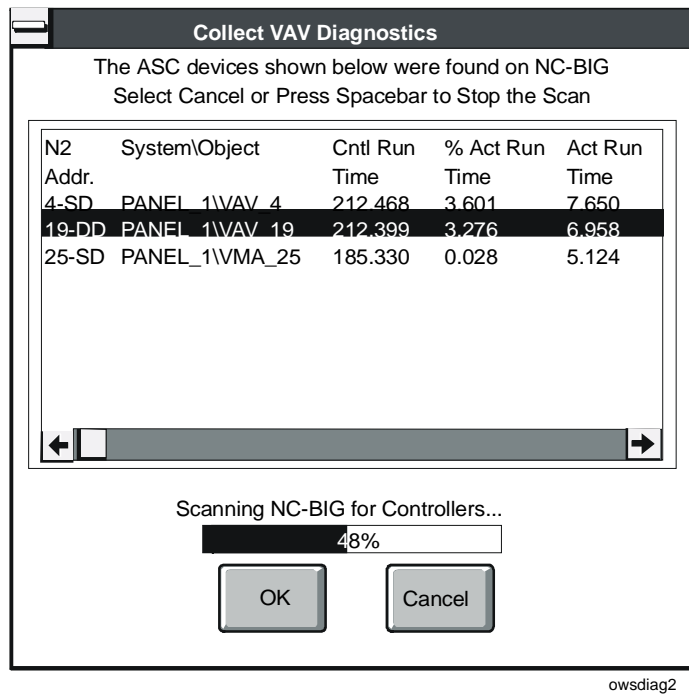 Collect VAV Diagnostics
The ASC devices shown below were found on NC-BIG
Select Cancel or Press Spacebar to Stop the Scan
N2 System\Object Cntl Run % Act Run Act Run
Addr. Time Time Time
4-SD PANEL_1\VAV_4 212.468 3.601 7.650
19-DD PANEL_1\VAV_19 212.399 3.276 6.958
25-SD PANEL_1\VMA_25 185.330 0.028 5.124
Scanning NC-BIG for Controllers...
48%
OK Cancel
owsdiag2